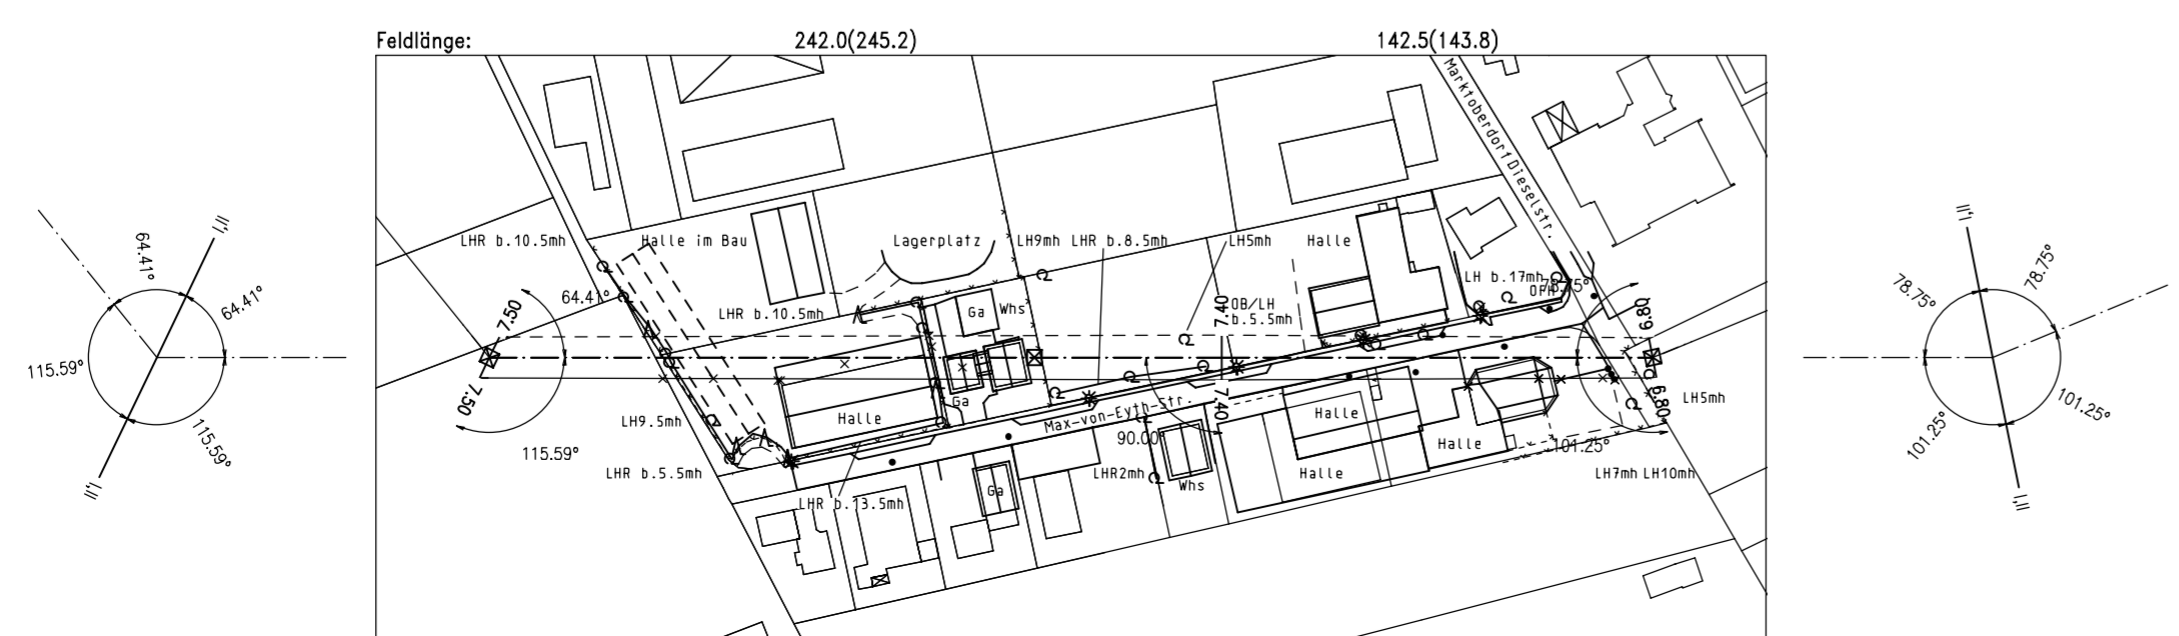 Feldlänge: 242.0(245.2) 142.5(143.8)
Marktoberdorf
Dieselstr.
I,II
I,II
64.41°
64.41°
115.59°
115.59°
LHR b.10.5mh
Halle im Bau
Lagerplatz
LH9mh
LHR b.8.5mh
LH5mh
Halle
LH b.17mh
78.75°
OPH
64.41°
7.50
7.50
LHR b.10.5mh
Ga
Whs
7.40
OB/LH
b.5.5mh
9.80
9.80
Ga
LH9.5mh
Halle
Max-von-Eyth-Str.
7.40
Halle
LH5mh
115.59°
90.00°
Halle
101.25°
LHR b.5.5mh
LHR2mh
Whs
Halle
LH7mh
LH10mh
LHR b.13.5mh
Ga
I,II
78.75°
78.75°
101.25°
101.25°
I,II